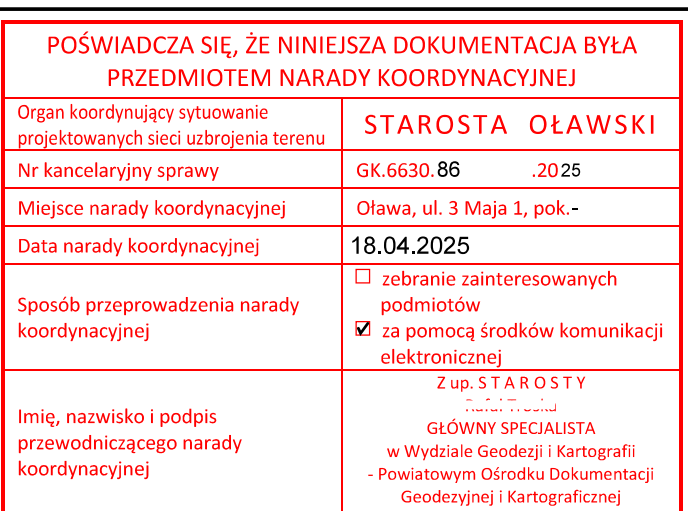 POŚWIADCZA SIĘ, ŻE NINIEJSZA DOKUMENTACJA BYŁA
PRZEDMIOTEM NARADY KOORDYNACYJNEJ
Organ koordynujący sytuowanie
projektowanych sieci uzbrojenia terenu
STAROSTA OŁAWSKI
Nr kancelaryjny sprawy
GK.6630.86 .2025
Miejsce narady koordynacyjnej
Oława, ul. 3 Maja 1, pok.-
Data narady koordynacyjnej
18.04.2025
Sposób przeprowadzenia narady
koordynacyjnej
zebranie zainteresowanych
podmiotów
za pomocą środków komunikacji
elektronicznej
Imię, nazwisko i podpis
przewodniczącego narady
koordynacyjnej
Z up. S T A R O S T Y
GŁÓWNY SPECJALISTA
w Wydziale Geodezji i Kartografii
- Powiatowym Ośrodku Dokumentacji
Geodezyjnej i Kartograficznej